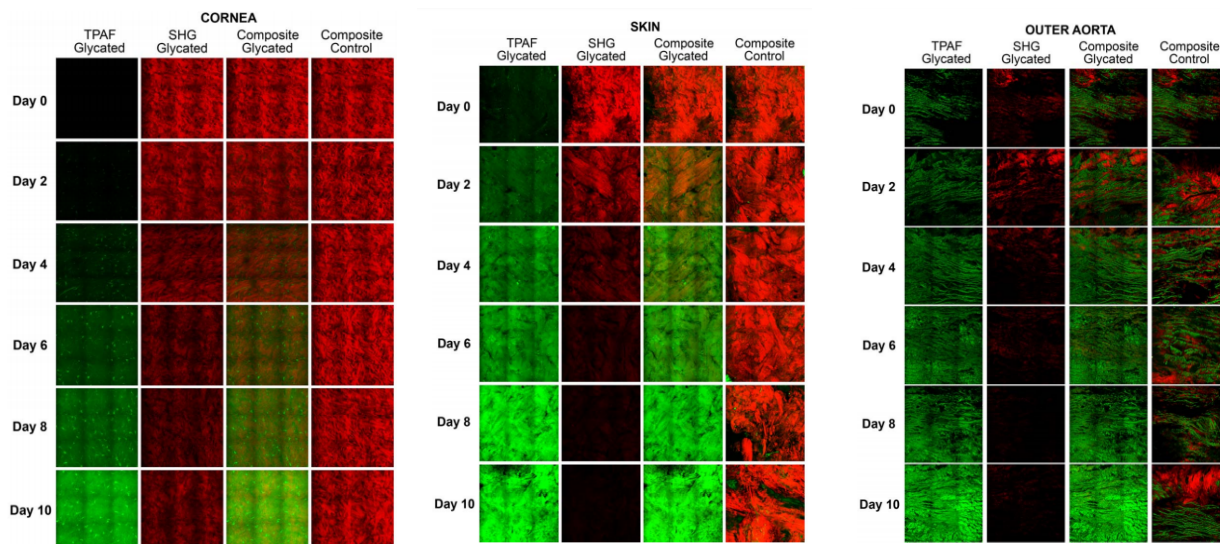 CORNEA
TPAF Glycated
SHG Glycated
Composite Glycated
Composite Control
Day 0
Day 2
Day 4
Day 6
Day 8
Day 10
SKIN
TPAF Glycated
SHG Glycated
Composite Glycated
Composite Control
Day 0
Day 2
Day 4
Day 6
Day 8
Day 10
OUTER AORTA
TPAF Glycated
SHG Glycated
Composite Glycated
Composite Control
Day 0
Day 2
Day 4
Day 6
Day 8
Day 10